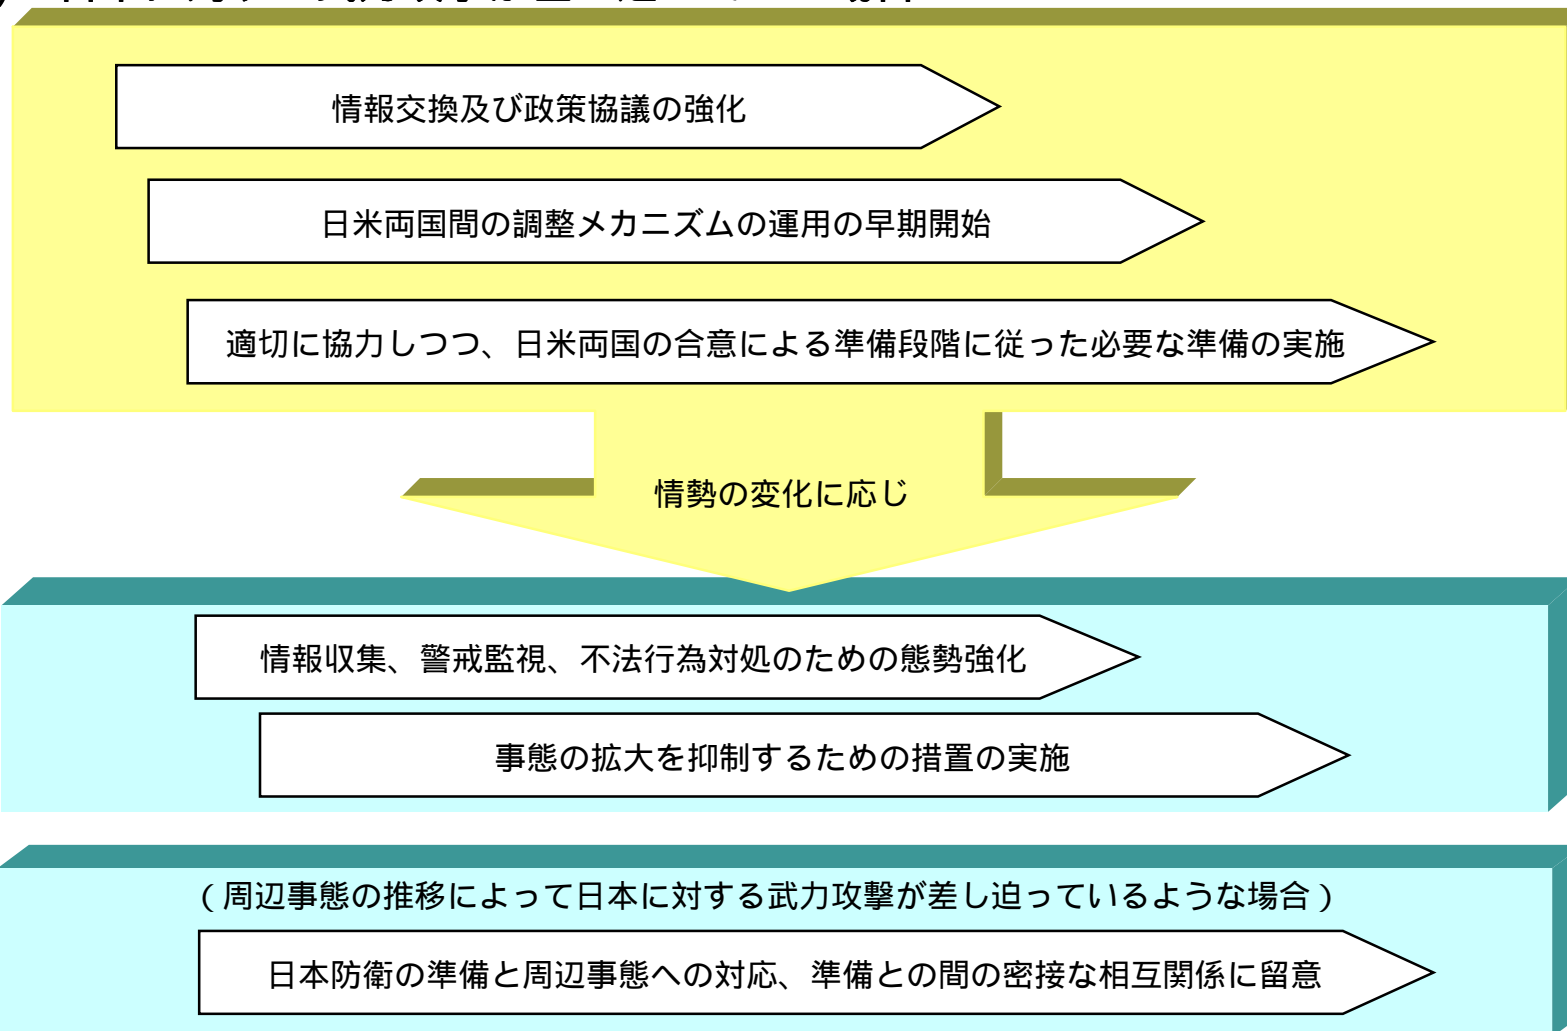 情報交換及び政策協議の強化
日米両国間の調整メカニズムの運用の早期開始
適切に協力しつつ、日米両国の合意による準備段階に従った必要な準備の実施
情勢の変化に応じ
情報収集、警戒監視、不法行為対処のための態勢強化
事態の拡大を抑制するための措置の実施
（周辺事態の推移によって日本に対する武力攻撃が差し迫っているような場合）
日本防衛の準備と周辺事態への対応、準備との間の密接な相互関係に留意